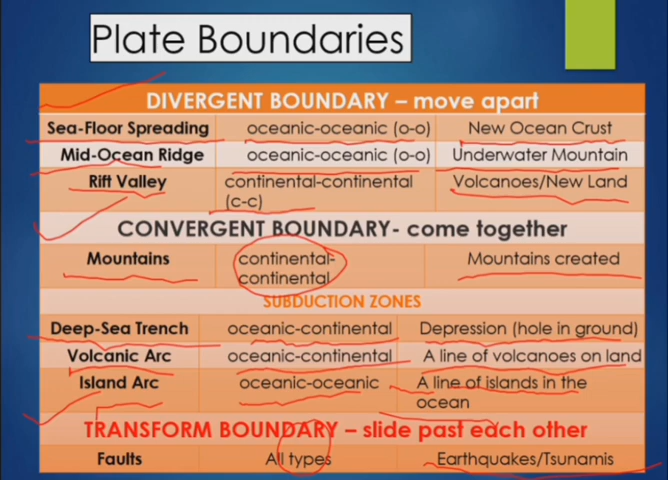 Plate Boundaries
DIVERGENT BOUNDARY – move apart
Sea-Floor Spreading oceanic-oceanic (o-o) New Ocean Crust
Mid-Ocean Ridge oceanic-oceanic (o-o) Underwater Mountain
Rift Valley continental-continental (c-c) Volcanoes/New Land
CONVERGENT BOUNDARY- come together
Mountains continental-continental Mountains created
SUBDUCTION ZONES
Deep-Sea Trench oceanic-continental Depression (hole in ground)
Volcanic Arc oceanic-continental A line of volcanoes on land
Island Arc oceanic-oceanic A line of islands in the ocean
TRANSFORM BOUNDARY – slide past each other
Faults All types Earthquakes/Tsunamis